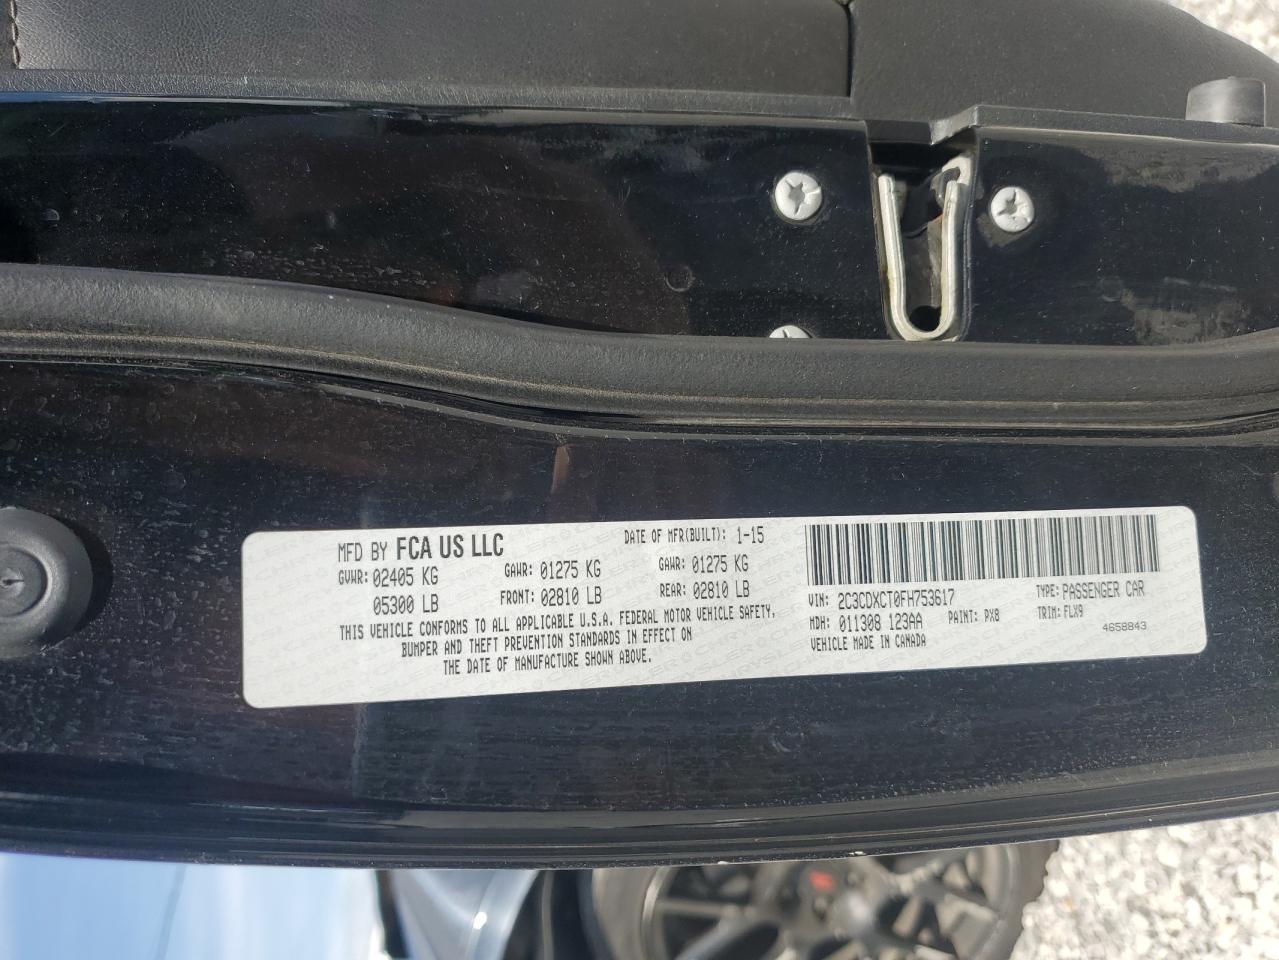 MFD BY FCA US LLC DATE OF MFR(BUILT): 1-15
GVWR: 02405 KG GAWR: 01275 KG GAWR: 01275 KG
05300 LB FRONT: 02810 LB REAR: 02810 LB
THIS VEHICLE CONFORMS TO ALL APPLICABLE U.S.A. FEDERAL MOTOR VEHICLE SAFETY,
BUMPER AND THEFT PREVENTION STANDARDS IN EFFECT ON
THE DATE OF MANUFACTURE SHOWN ABOVE.
VIN: 2C3CDXCT0FH753617 TYPE: PASSENGER CAR
MDH: 011308 123AA PAINT: PX8 TRIM: FLX9
VEHICLE MADE IN CANADA 4658843